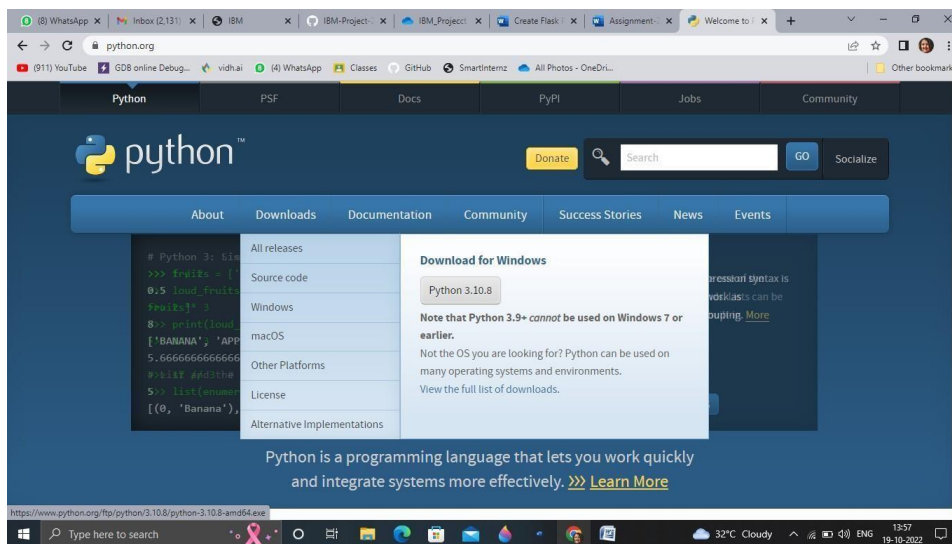 (8) WhatsApp
Inbox (2,131)
IBM
IBM-Project-
IBM_Project
Create Flask
Assignment-
Welcome to
python.org
(911) YouTube
GDB online Debug...
vidh.ai
(4) WhatsApp
Classes
GitHub
SmartInternz
All Photos - OneDri...
Other bookmark
Python
PSF
Docs
PyPI
Jobs
Community
python™
Donate
Search
GO
Socialize
About
Downloads
Documentation
Community
Success Stories
News
Events
# Python 3: Sim
>>> fruits = ['
loud_fruits
>>> print(loud_
['BANANA', 'APP
5.6666666666666
>>> list(enumer
[(0, 'Banana'),
All releases
Source code
Windows
macOS
Other Platforms
License
Alternative Implementations
Download for Windows
Python 3.10.8
Note that Python 3.9+ cannot be used on Windows 7 or
earlier.
Not the OS you are looking for? Python can be used on
many operating systems and environments.
View the full list of downloads.
syntax is
can be
More
Python is a programming language that lets you work quickly
and integrate systems more effectively. >>> Learn More
https://www.python.org/ftp/python/3.10.8/python-3.10.8-amd64.exe
Type here to search
32°C Cloudy
ENG
13:57
19-10-2022